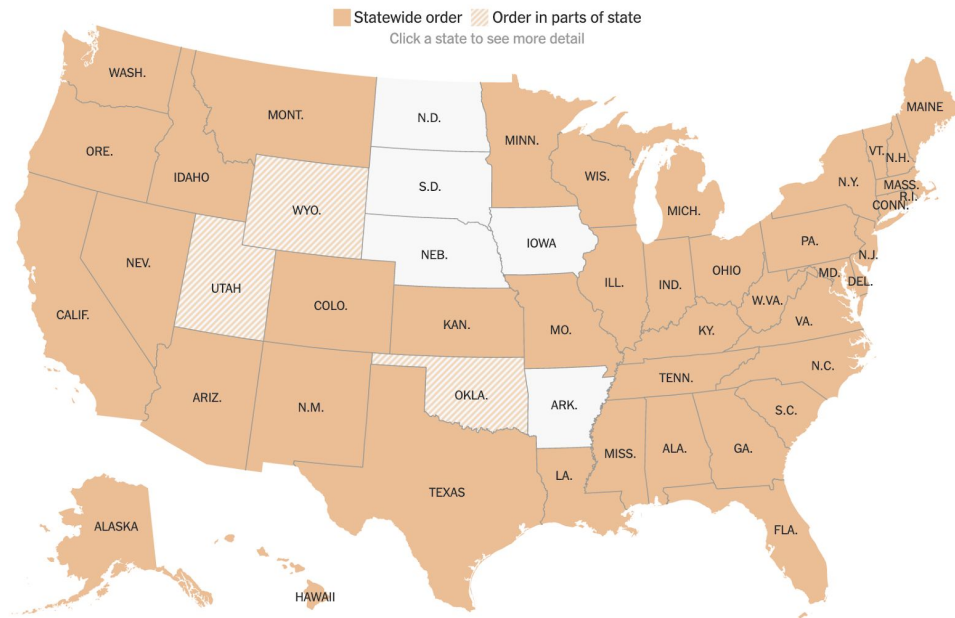 Statewide order Order in parts of state
Click a state to see more detail
WASH.
MONT.
N.D.
MINN.
MAINE
ORE.
IDAHO
S.D.
WIS.
VT.
N.H.
N.Y.
MASS.
R.I.
CONN.
WYO.
MICH.
IOWA
NEB.
PA.
N.J.
NEV.
UTAH
COLO.
ILL.
IND.
OHIO
MD.
DEL.
W.VA.
CALIF.
KAN.
MO.
KY.
VA.
N.C.
TENN.
ARIZ.
N.M.
OKLA.
ARK.
S.C.
MISS.
ALA.
GA.
TEXAS
LA.
ALASKA
FLA.
HAWAII